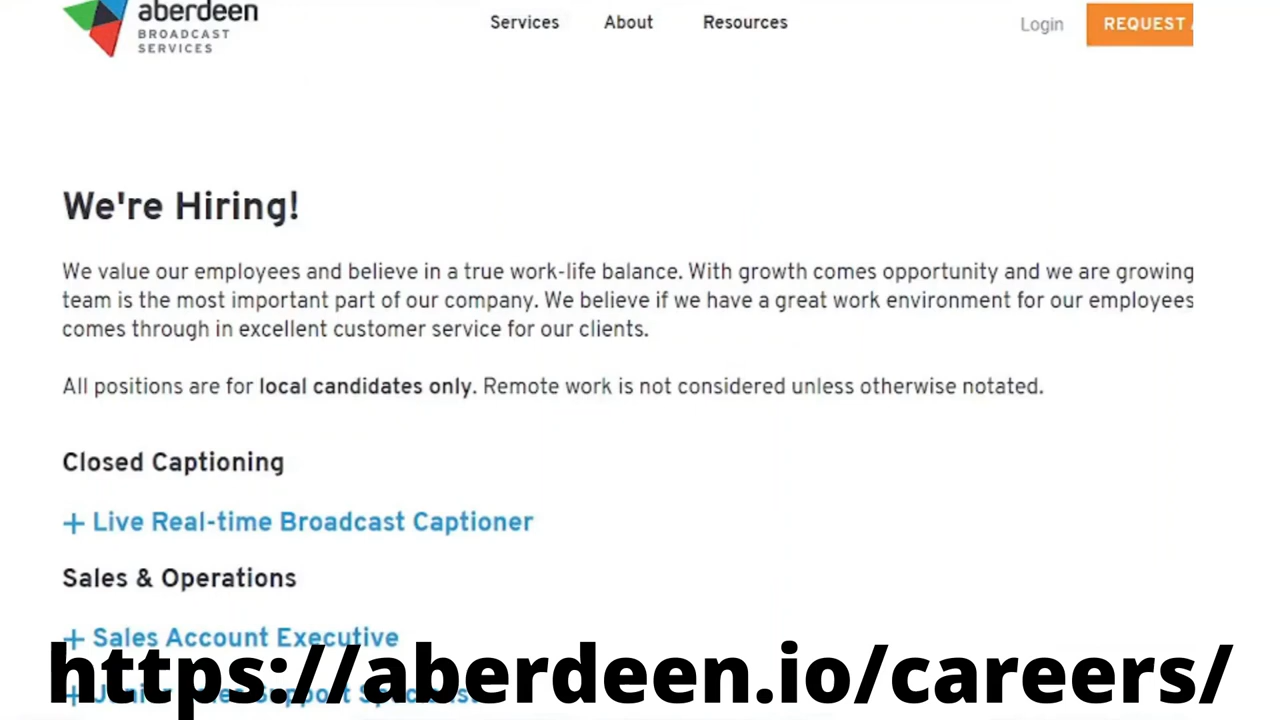 aberdeen
BROADCAST
SERVICES
Services About Resources Login REQUEST
We're Hiring!
We value our employees and believe in a true work-life balance. With growth comes opportunity and we are growing
team is the most important part of our company. We believe if we have a great work environment for our employees
comes through in excellent customer service for our clients.
All positions are for local candidates only. Remote work is not considered unless otherwise notated.
Closed Captioning
+ Live Real-time Broadcast Captioner
Sales & Operations
+ Sales Account Executive
https://aberdeen.io/careers/